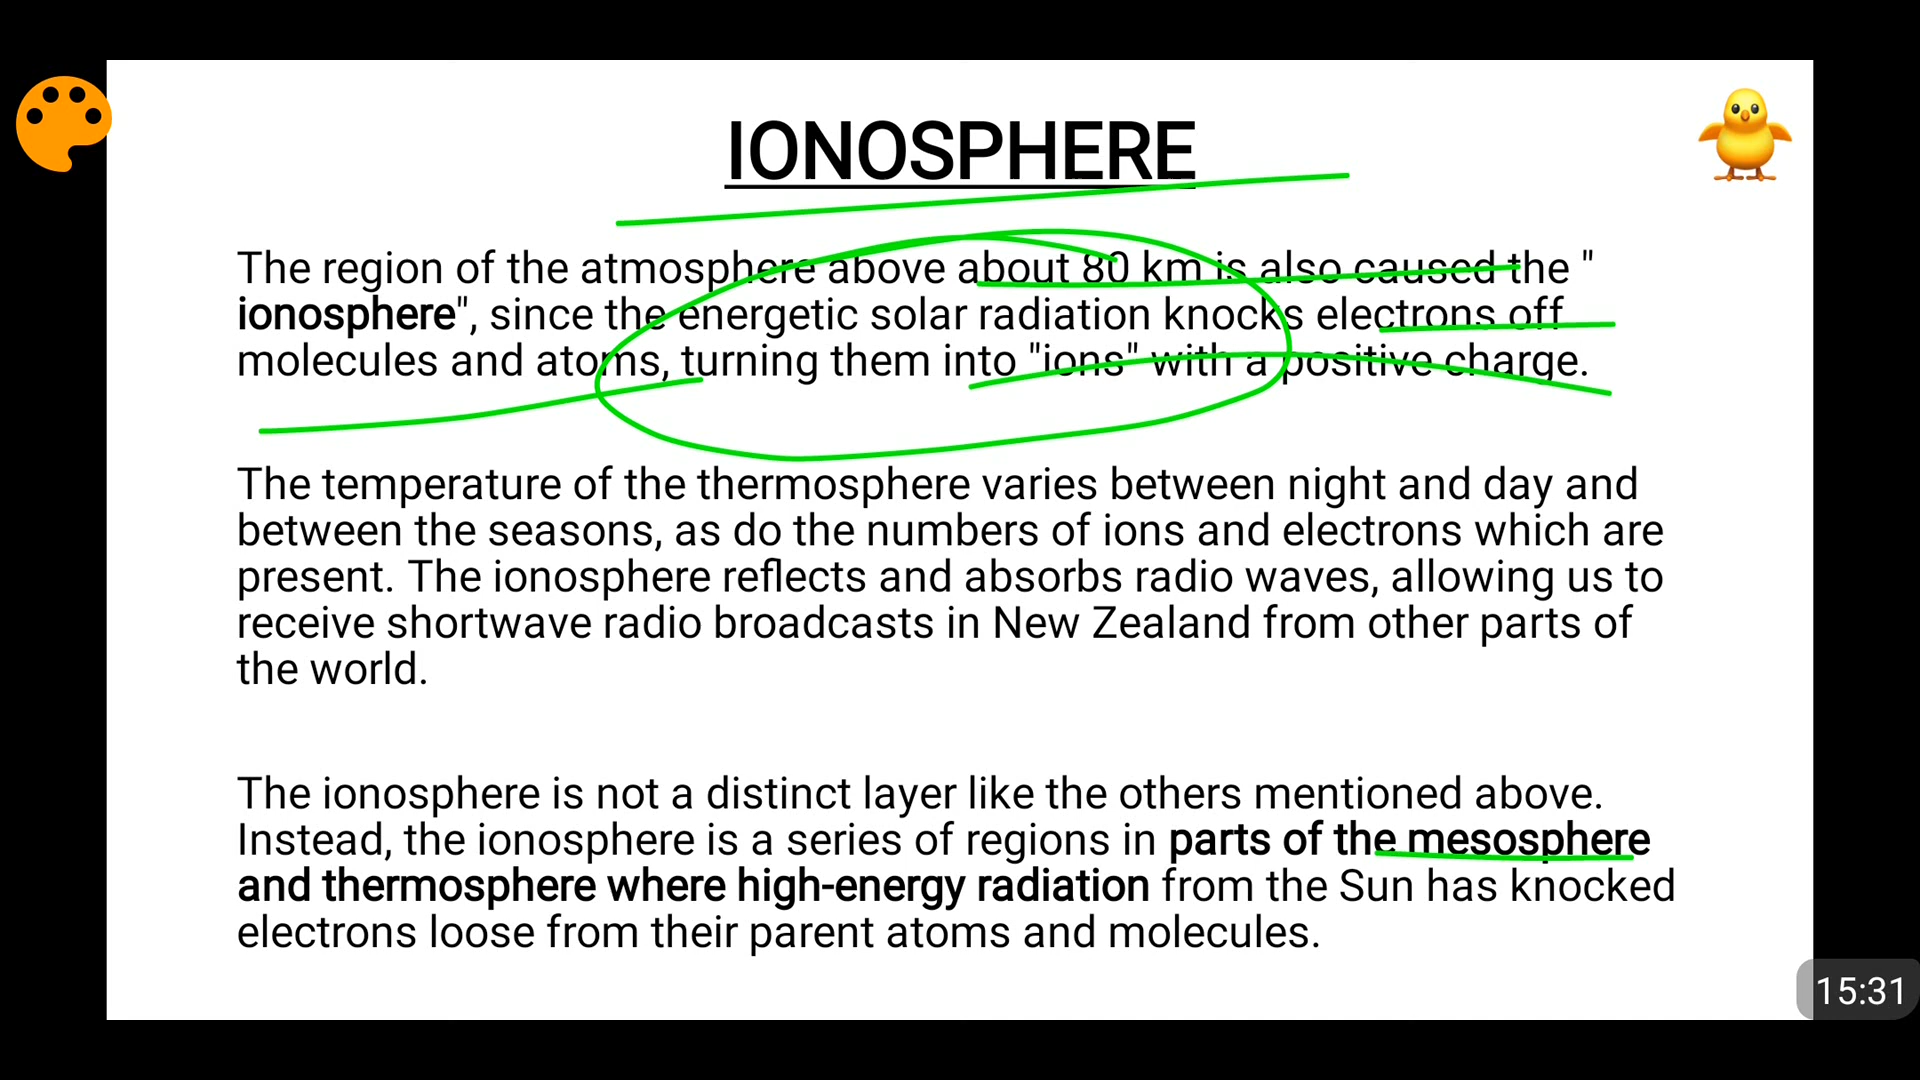 IONOSPHERE
The region of the atmosphere above about 80 km is also caused the "
ionosphere", since the energetic solar radiation knocks electrons off
molecules and atoms, turning them into "ions" with a positive charge.
The temperature of the thermosphere varies between night and day and
between the seasons, as do the numbers of ions and electrons which are
present. The ionosphere reflects and absorbs radio waves, allowing us to
receive shortwave radio broadcasts in New Zealand from other parts of
the world.
The ionosphere is not a distinct layer like the others mentioned above.
Instead, the ionosphere is a series of regions in parts of the mesosphere
and thermosphere where high-energy radiation from the Sun has knocked
electrons loose from their parent atoms and molecules.
15:31